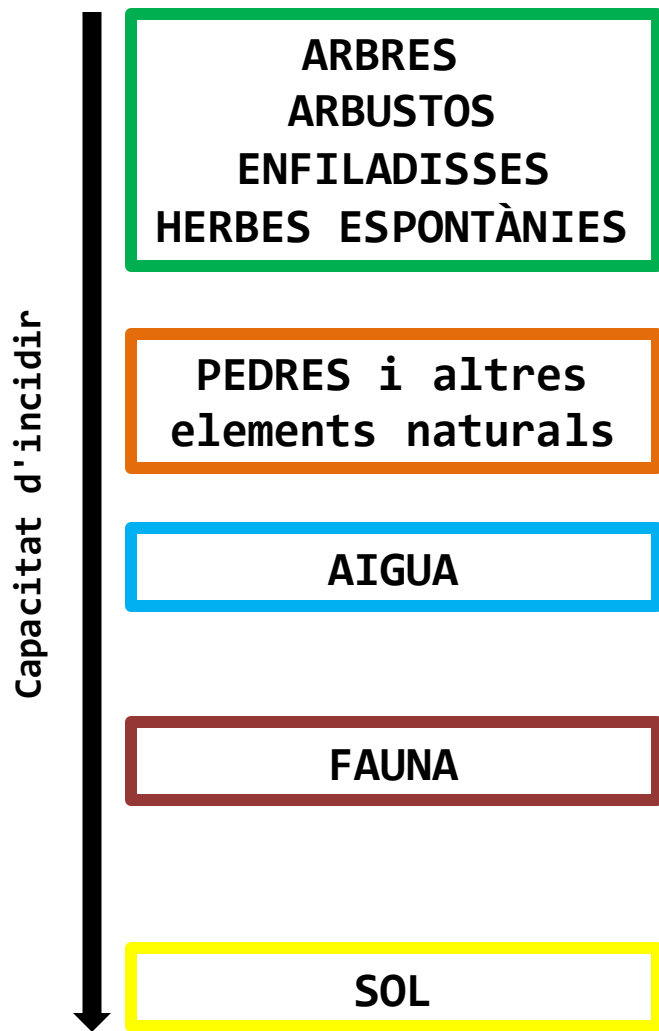 Capacitat d'incidir
ARBRES
ARBUSTOS
ENFILADISSES
HERBES ESPONTÀNIES
PEDRES i altres
elements naturals
AIGUA
FAUNA
SOL